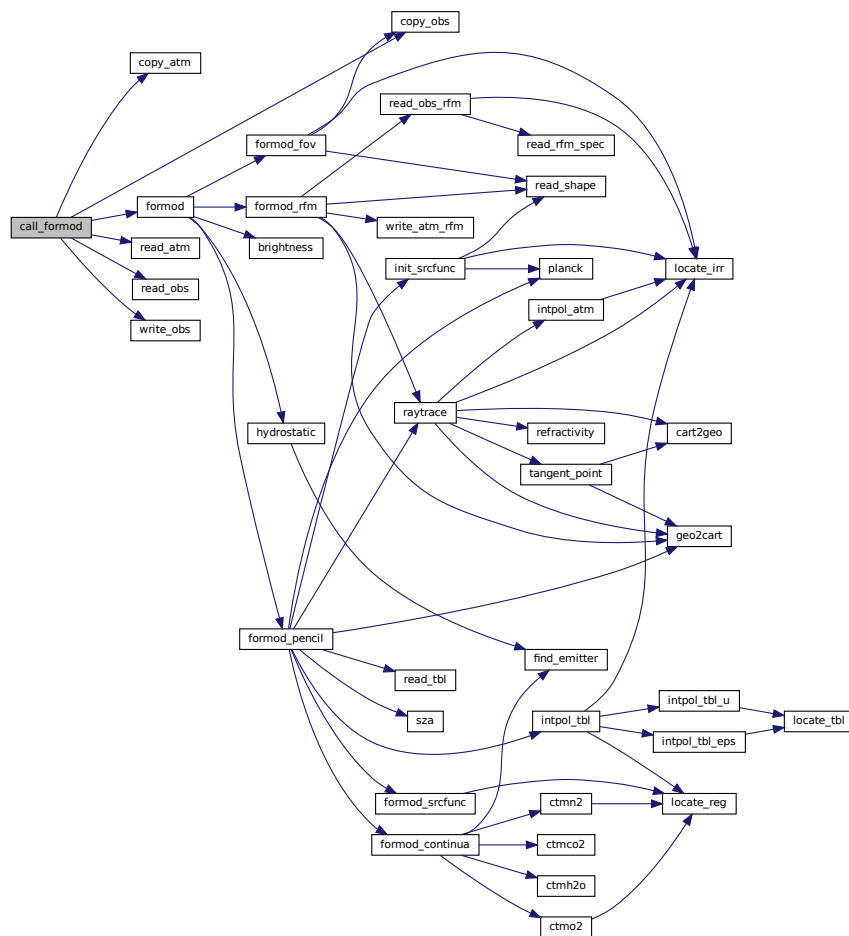 copy_obs
copy_atm
read_obs_rfm
formod_fov
read_rfm_spec
read_shape
formod
formod_rfm
call_formod
write_atm_rfm
read_atm
brightness
init_srcfunc
planck
locate_irr
read_obs
intpol_atm
write_obs
raytrace
hydrostatic
refractivity
cart2geo
tangent_point
geo2cart
formod_pencil
find_emitter
read_tbl
intpol_tbl_u
sza
intpol_tbl
locate_tbl
intpol_tbl_eps
formod_srcfunc
ctmn2
locate_reg
formod_continua
ctmco2
ctmh2o
ctmo2